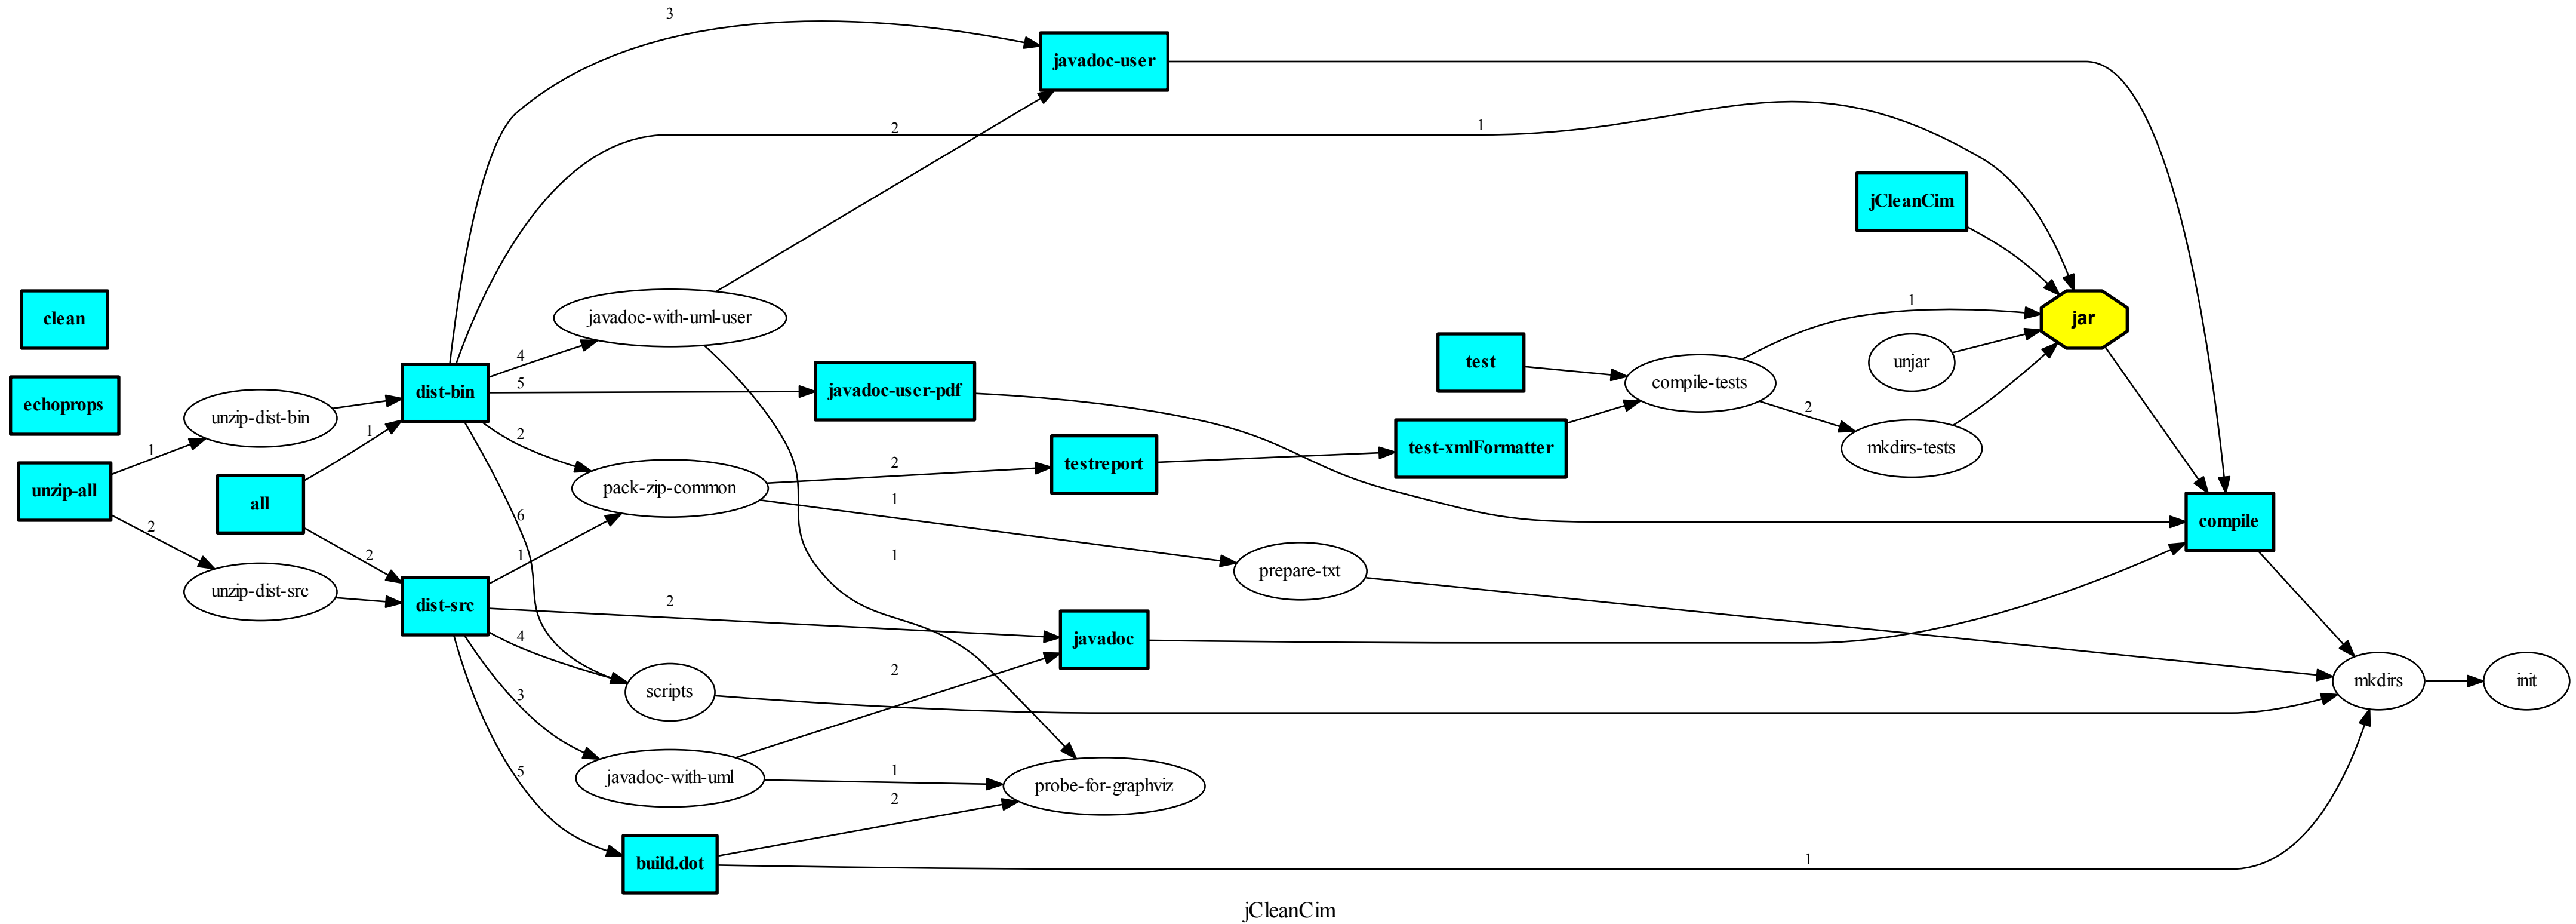 3
javadoc-user
2
1
jCleanCim
clean
javadoc-with-uml-user
1
jar
4
test
unjar
echoprops
unzip-dist-bin
dist-bin
5
javadoc-user-pdf
compile-tests
2
1
1
2
pack-zip-common
2
testreport
test-xmlFormatter
mkdirs-tests
unzip-all
all
1
6
compile
2
2
1
1
prepare-txt
unzip-dist-src
dist-src
2
javadoc
4
2
scripts
mkdirs
init
3
javadoc-with-uml
1
probe-for-graphviz
5
2
build.dot
1
jCleanCim